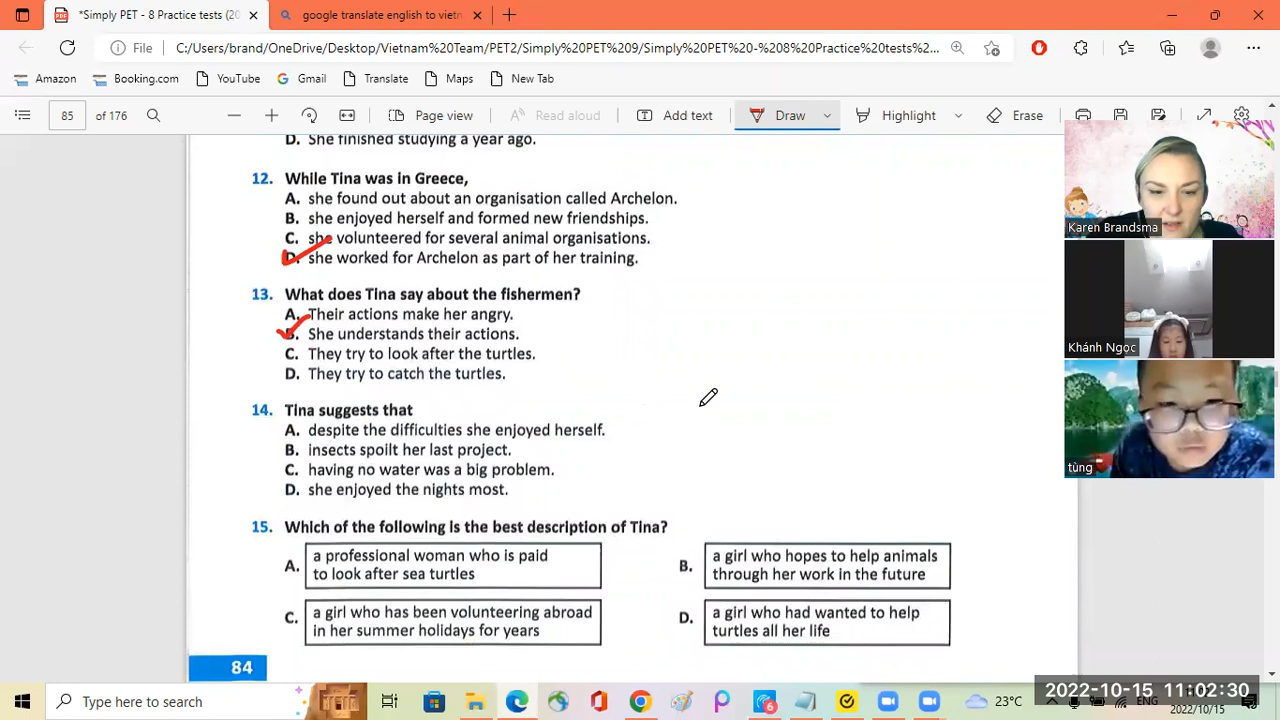 *Simply PET - 8 Practice tests (20
google translate english to vietn
File
C:/Users/brand/OneDrive/Desktop/Vietnam%20Team/PET2/Simply%20PET%209/Simply%20PET%20-%208%20Practice%20tests%...
Amazon
Booking.com
YouTube
Gmail
Translate
Maps
New Tab
85 of 176
Page view
Read aloud
Add text
Draw
Highlight
Erase
D. She finished studying a year ago.
12. While Tina was in Greece,
A. she found out about an organisation called Archelon.
B. she enjoyed herself and formed new friendships.
C. she volunteered for several animal organisations.
D. she worked for Archelon as part of her training.
13. What does Tina say about the fishermen?
A. Their actions make her angry.
B. She understands their actions.
C. They try to look after the turtles.
D. They try to catch the turtles.
14. Tina suggests that
A. despite the difficulties she enjoyed herself.
B. insects spoilt her last project.
C. having no water was a big problem.
D. she enjoyed the nights most.
15. Which of the following is the best description of Tina?
A. a professional woman who is paid
to look after sea turtles
B. a girl who hopes to help animals
through her work in the future
C. a girl who has been volunteering abroad
in her summer holidays for years
D. a girl who had wanted to help
turtles all her life
84
Karen Brandsma
Khánh Ngọc
tùng
Type here to search
6
23°C
2022-10-15 11:02:30
2022/10/15